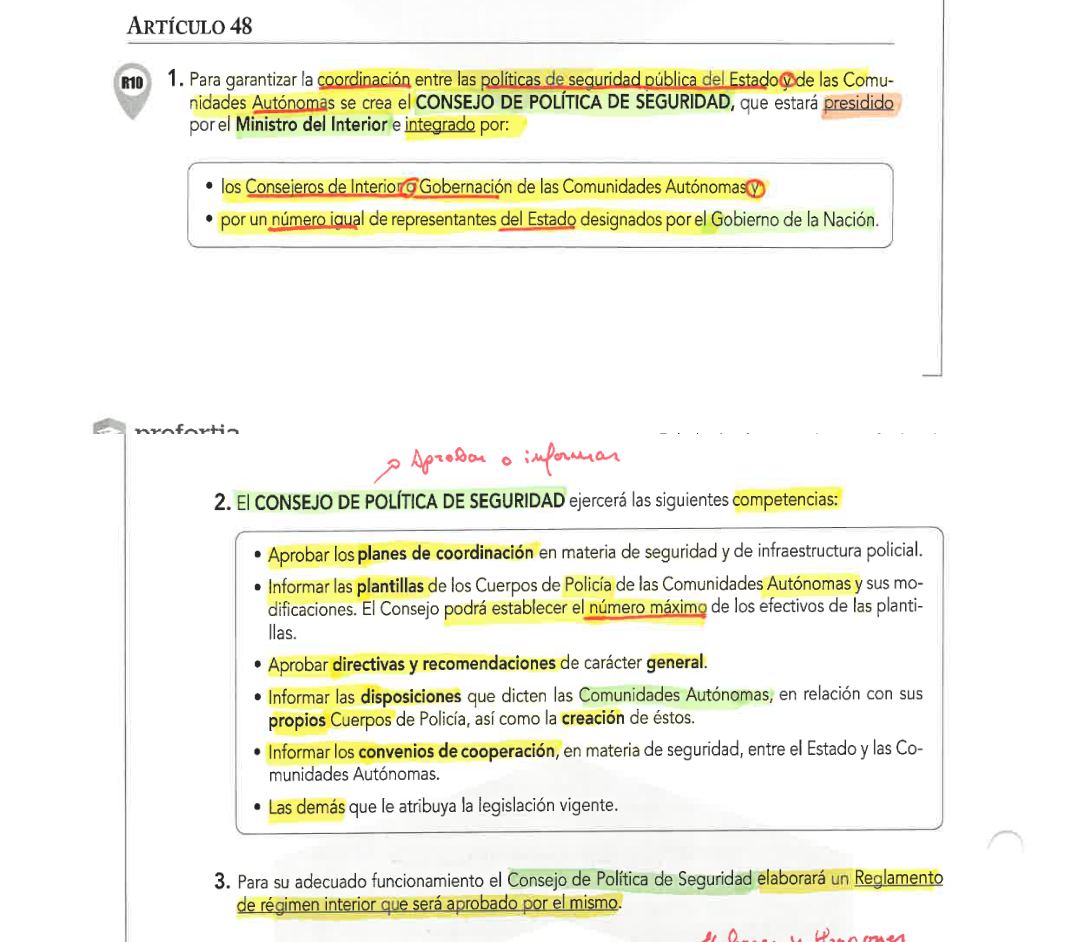 ARTÍCULO 48
R10
1. Para garantizar la coordinación entre las políticas de seguridad pública del Estado y de las Comu-
nidades Autónomas se crea el CONSEJO DE POLÍTICA DE SEGURIDAD, que estará presidido
por el Ministro del Interior e integrado por:
• los Consejeros de Interior o Gobernación de las Comunidades Autónomas y
• por un número igual de representantes del Estado designados por el Gobierno de la Nación.
profortia
Aprobar o informar
2. El CONSEJO DE POLÍTICA DE SEGURIDAD ejercerá las siguientes competencias:
• Aprobar los planes de coordinación en materia de seguridad y de infraestructura policial.
• Informar las plantillas de los Cuerpos de Policía de las Comunidades Autónomas y sus mo-
dificaciones. El Consejo podrá establecer el número máximo de los efectivos de las planti-
llas.
• Aprobar directivas y recomendaciones de carácter general.
• Informar las disposiciones que dicten las Comunidades Autónomas, en relación con sus
propios Cuerpos de Policía, así como la creación de éstos.
• Informar los convenios de cooperación, en materia de seguridad, entre el Estado y las Co-
munidades Autónomas.
• Las demás que le atribuya la legislación vigente.
3. Para su adecuado funcionamiento el Consejo de Política de Seguridad elaborará un Reglamento
de régimen interior que será aprobado por el mismo.